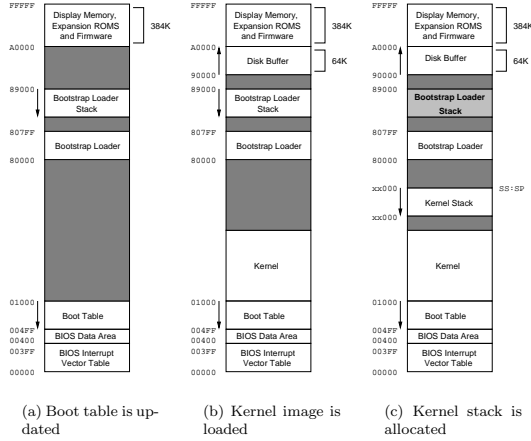 FFFFF
Display Memory,
Expansion ROMS
and Firmware
384K
A0000
89000
Bootstrap Loader
Stack
807FF
Bootstrap Loader
80000
01000
Boot Table
004FF
BIOS Data Area
00400
003FF
BIOS Interrupt
Vector Table
00000
(a) Boot table is up-
dated
FFFFF
Display Memory,
Expansion ROMS
and Firmware
384K
A0000
Disk Buffer
64K
90000
89000
Bootstrap Loader
Stack
807FF
Bootstrap Loader
80000
Kernel
01000
Boot Table
004FF
BIOS Data Area
00400
003FF
BIOS Interrupt
Vector Table
00000
(b) Kernel image is
loaded
FFFFF
Display Memory,
Expansion ROMS
and Firmware
384K
A0000
Disk Buffer
64K
90000
89000
Bootstrap Loader
Stack
807FF
Bootstrap Loader
80000
xx000
SS:SP
Kernel Stack
xx000
Kernel
01000
Boot Table
004FF
BIOS Data Area
00400
003FF
BIOS Interrupt
Vector Table
00000
(c) Kernel stack is
allocated